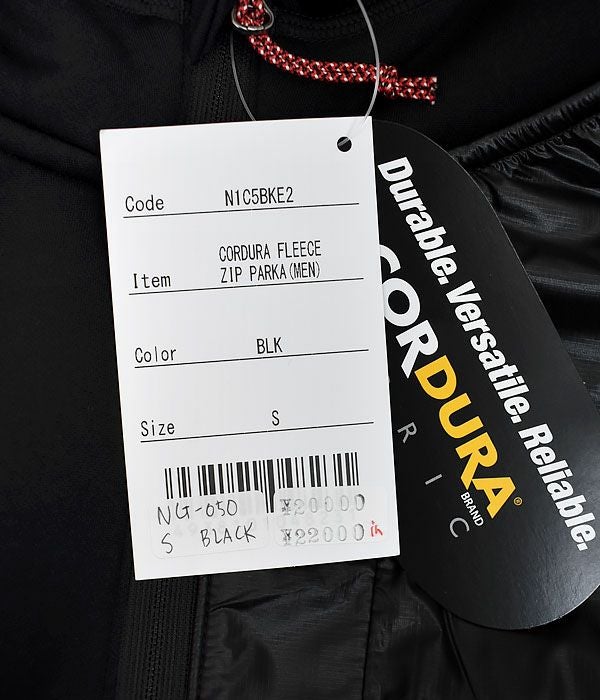 Code N1C5BKE2
Item CORDURA FLEECE
ZIP PARKA(MEN)
Color BLK
Size S
NG-050
S BLACK
¥20000
¥22000
Durable. Versatile. Reliable.
CORDURA®
BRAND
R I C